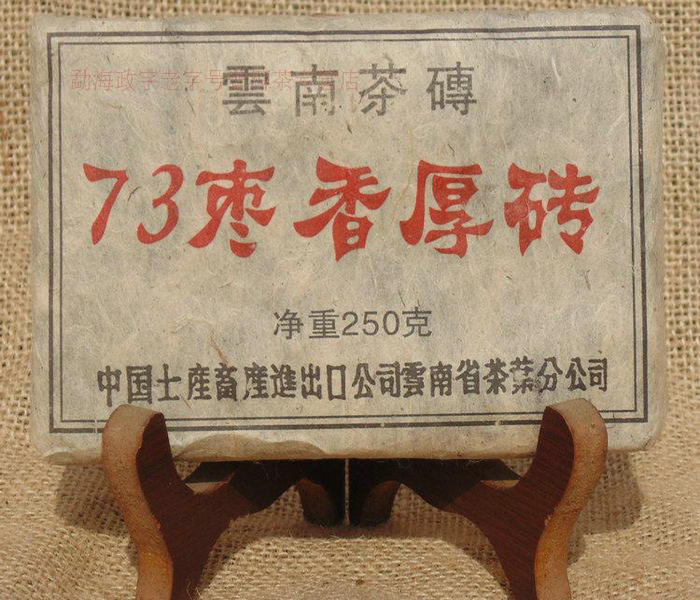 雲南茶磚
73枣香厚砖
净重250克
中国土産畜産進出口公司雲南省茶葉分公司